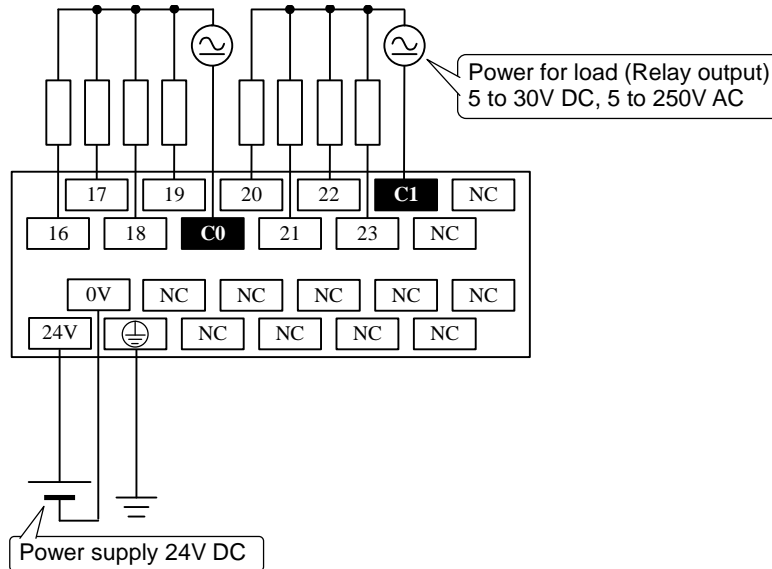 Power for load (Relay output)
5 to 30V DC, 5 to 250V AC
17 19 20 22 C1 NC
16 18 C0 21 23 NC
0V NC NC NC NC NC
24V NC NC NC NC
Power supply 24V DC